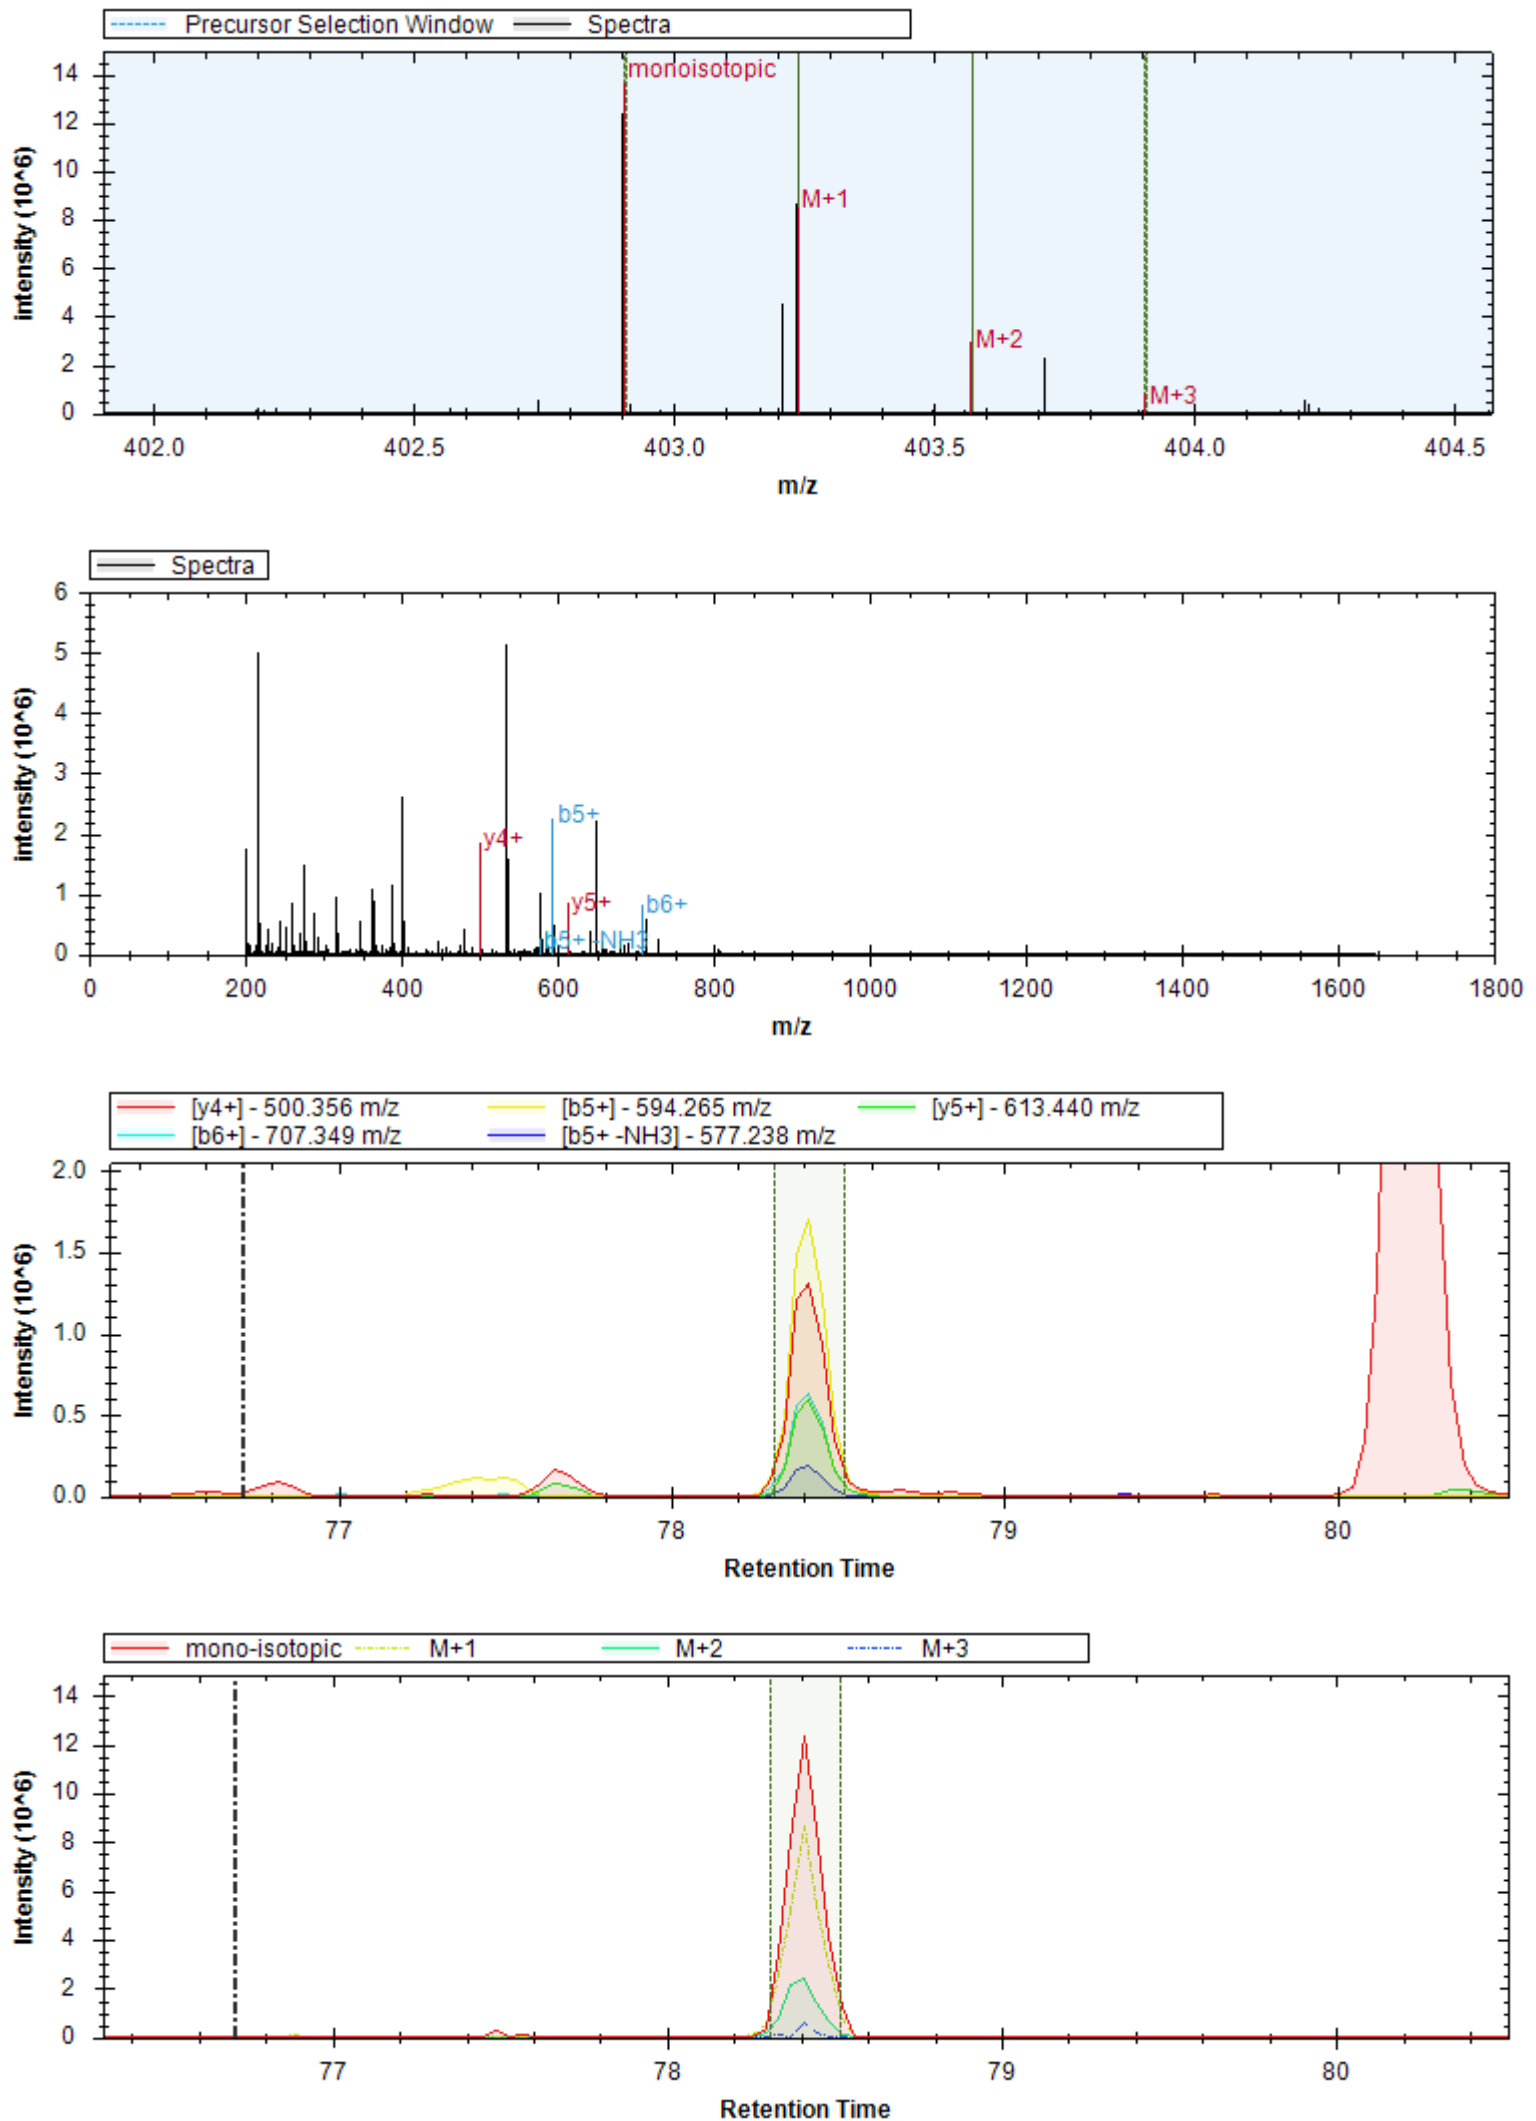 Precursor Selection Window Spectra
14
12
10
8
6
4
2
0
intensity (10^6)
monoisotopic
M+1
M+2
M+3
402.0 402.5 403.0 403.5 404.0 404.5
m/z
Spectra
6
5
4
3
2
1
0
intensity (10^6)
b5+
y4+
y5+
b6+
b5+ -NH3
0 200 400 600 800 1000 1200 1400 1600 1800
m/z
[y4+] - 500.356 m/z [b5+] - 594.265 m/z [y5+] - 613.440 m/z
[b6+] - 707.349 m/z [b5+ -NH3] - 577.238 m/z
2.0
1.5
1.0
0.5
0.0
Intensity (10^6)
77 78 79 80
Retention Time
mono-isotopic M+1 M+2 M+3
14
12
10
8
6
4
2
0
Intensity (10^6)
77 78 79 80
Retention Time